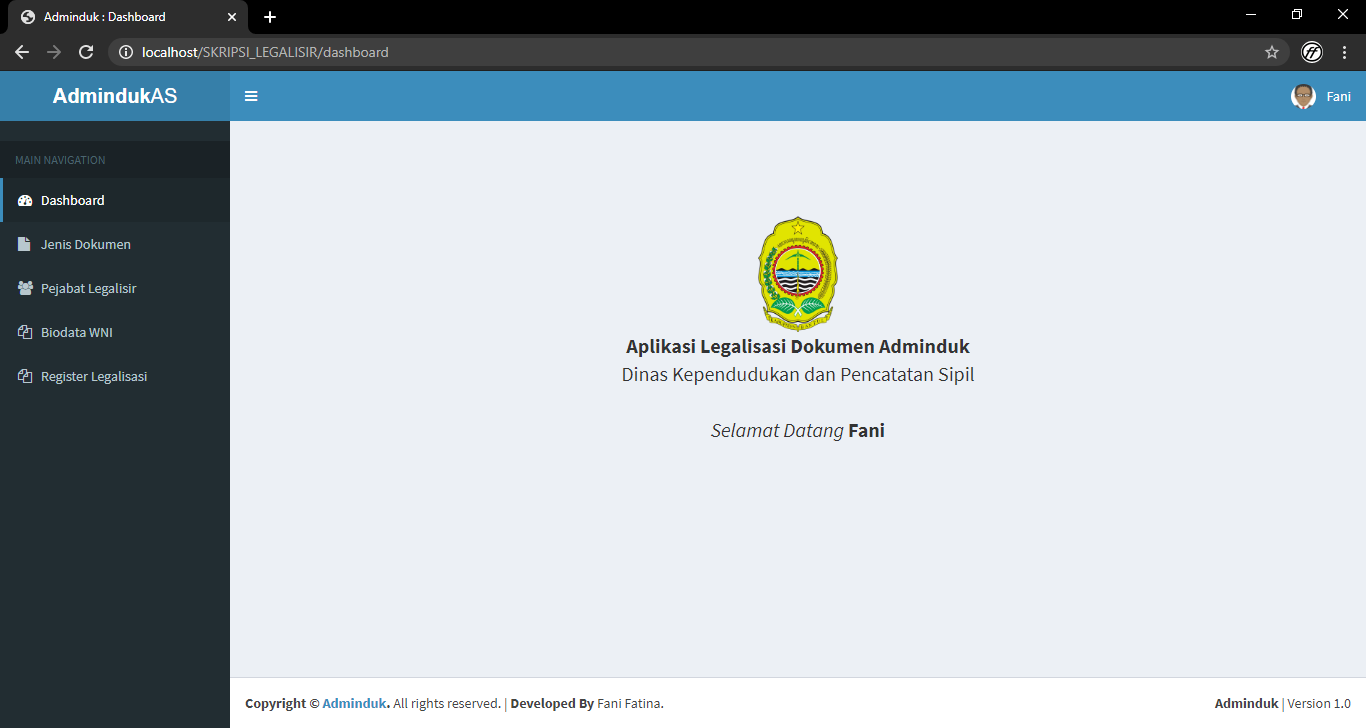 Adminduk : Dashboard
localhost/SKRIPSI_LEGALISIR/dashboard
AdmindukAS
Fani
MAIN NAVIGATION
Dashboard
Jenis Dokumen
Pejabat Legalisir
Biodata WNI
Register Legalisasi
Aplikasi Legalisasi Dokumen Adminduk
Dinas Kependudukan dan Pencatatan Sipil
Selamat Datang Fani
Copyright © Adminduk. All rights reserved. | Developed By Fani Fatina.
Adminduk | Version 1.0